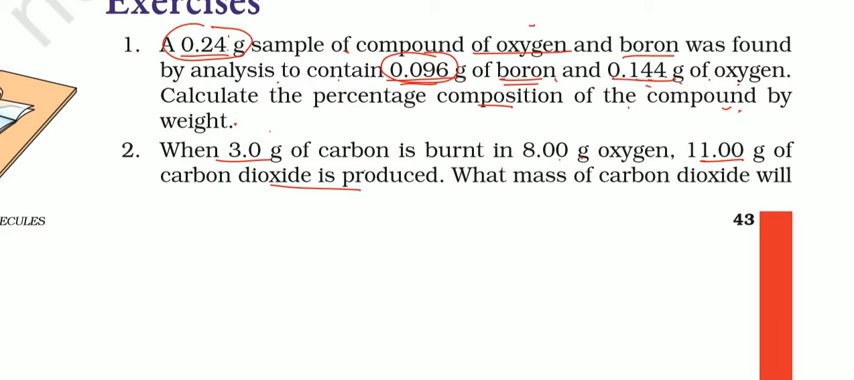 Exercises
1. A 0.24 g sample of compound of oxygen and boron was found
by analysis to contain 0.096 g of boron and 0.144 g of oxygen.
Calculate the percentage composition of the compound by
weight.
2. When 3.0 g of carbon is burnt in 8.00 g oxygen, 11.00 g of
carbon dioxide is produced. What mass of carbon dioxide will
ECULES
43